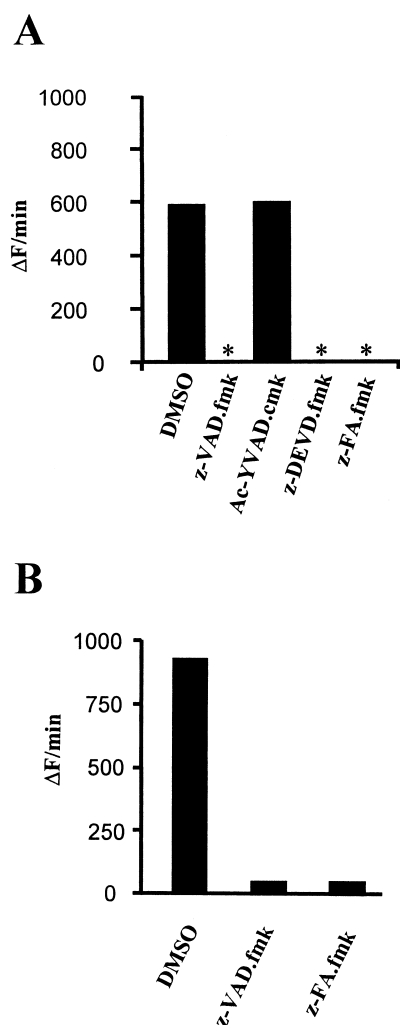 A
1000
800
600
400
200
0
ΔF/min
* * *
DMSO
z-VAD.fmk
Ac-YVAD.cmk
z-DEVD.fmk
z-FA.fmk
B
1000
750
500
250
0
ΔF/min
DMSO
z-VAD.fmk
z-FA.fmk